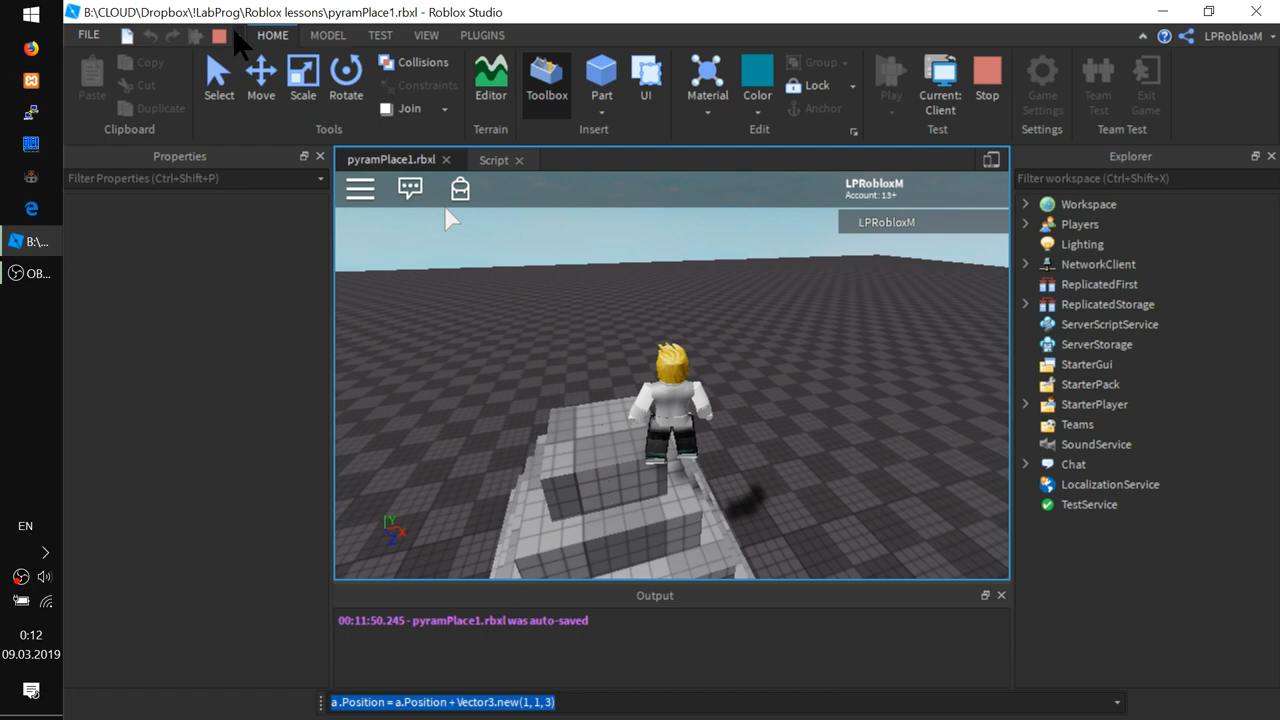 B:\CLOUD\Dropbox\!LabProg\Roblox lessons\pyramPlace1.rbxl - Roblox Studio
FILE HOME MODEL TEST VIEW PLUGINS LPRobloxM
Paste Copy Cut Duplicate
Select Move Scale Rotate Collisions Constraints Join
Editor Toolbox Part UI
Material Color Group Lock Anchor
Play Current: Client Stop
Game Settings Team Test Exit Game
Clipboard Tools Terrain Insert Edit Test Settings Team Test
Properties
Filter Properties (Ctrl+Shift+P)
pyramPlace1.rbxl Script
LPRobloxM
Account: 13+
LPRobloxM
Y
X
Z
Explorer
Filter workspace (Ctrl+Shift+X)
Workspace
Players
Lighting
NetworkClient
ReplicatedFirst
ReplicatedStorage
ServerScriptService
ServerStorage
StarterGui
StarterPack
StarterPlayer
Teams
SoundService
Chat
LocalizationService
TestService
Output
00:11:50.245 - pyramPlace1.rbxl was auto-saved
a .Position = a.Position + Vector3.new(1, 1, 3)
B:\...
OB...
EN
0:12
09.03.2019